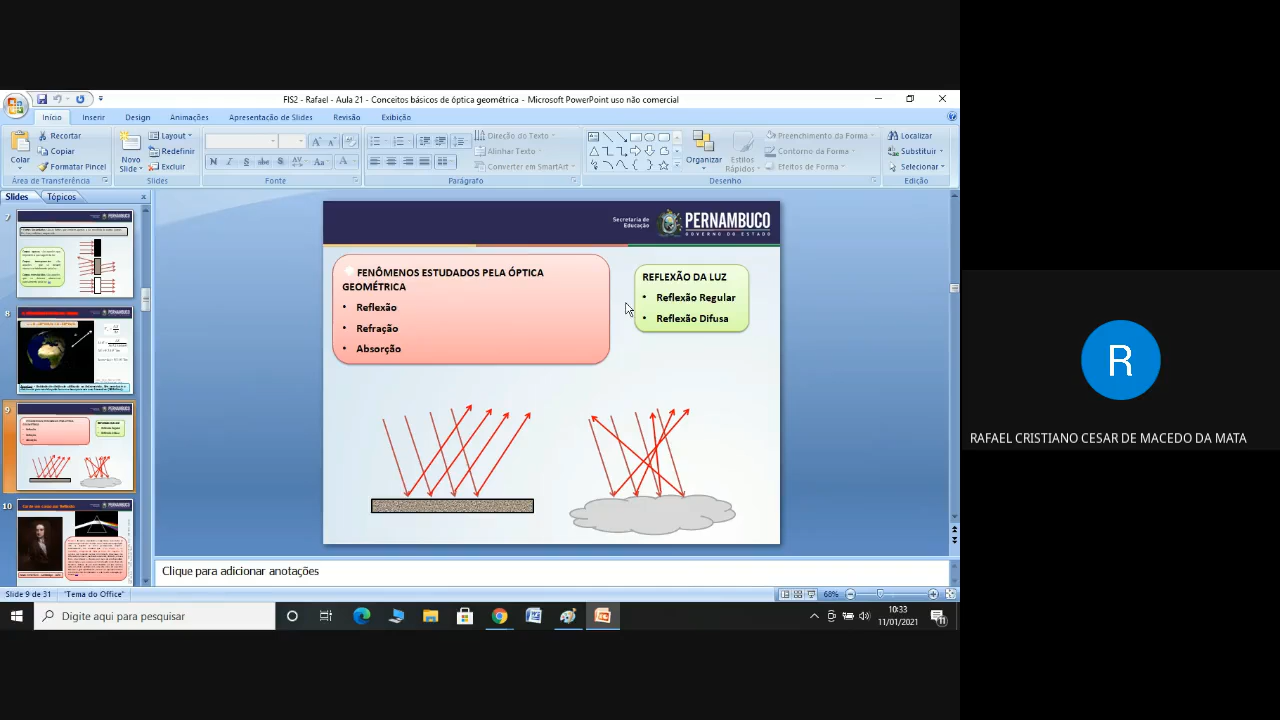 FIS2 - Rafael - Aula 21 - Conceitos básicos de óptica geométrica - Microsoft PowerPoint uso não comercial
Início
Inserir
Design
Animações
Apresentação de Slides
Revisão
Exibição
Colar
Recortar
Copiar
Formatar Pincel
Área de Transferência
Novo
Slide
Layout
Redefinir
Excluir
Slides
Fonte
Direção do Texto
Alinhar Texto
Converter em SmartArt
Parágrafo
Organizar
Estilos
Rápidos
Preenchimento da Forma
Contorno da Forma
Efeitos de Forma
Desenho
Localizar
Substituir
Selecionar
Edição
Slides
Tópicos
7
8
9
10
Secretaria de
Educação
PERNAMBUCO
GOVERNO DO ESTADO
FENÔMENOS ESTUDADOS PELA ÓPTICA
GEOMÉTRICA
• Reflexão
• Refração
• Absorção
REFLEXÃO DA LUZ
• Reflexão Regular
• Reflexão Difusa
R
RAFAEL CRISTIANO CESAR DE MACEDO DA MATA
Clique para adicionar anotações
Slide 9 de 31
"Tema do Office"
68%
Digite aqui para pesquisar
10:33
11/01/2021